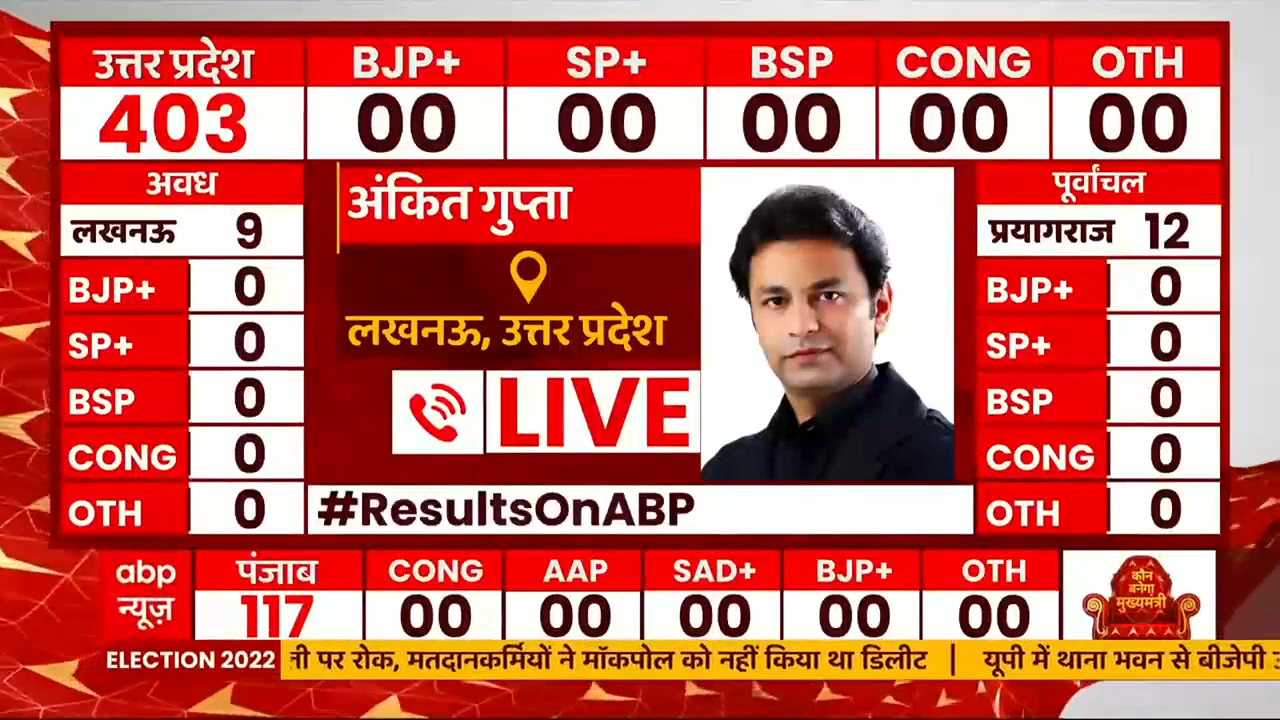 उत्तर प्रदेश BJP+ SP+ BSP CONG OTH
403 00 00 00 00 00
अवध
लखनऊ 9
BJP+ 0
SP+ 0
BSP 0
CONG 0
OTH 0
अंकित गुप्ता
लखनऊ, उत्तर प्रदेश
LIVE
#ResultsOnABP
पूर्वांचल
प्रयागराज 12
BJP+ 0
SP+ 0
BSP 0
CONG 0
OTH 0
abp
न्यूज़
पंजाब CONG AAP SAD+ BJP+ OTH
117 00 00 00 00 00
कौन
बनेगा
मुख्यमंत्री
ELECTION 2022 पर रोक, मतदानकर्मियों ने मॉकपोल को नहीं किया था डिलीट | यूपी में थाना भवन से बीजेपी